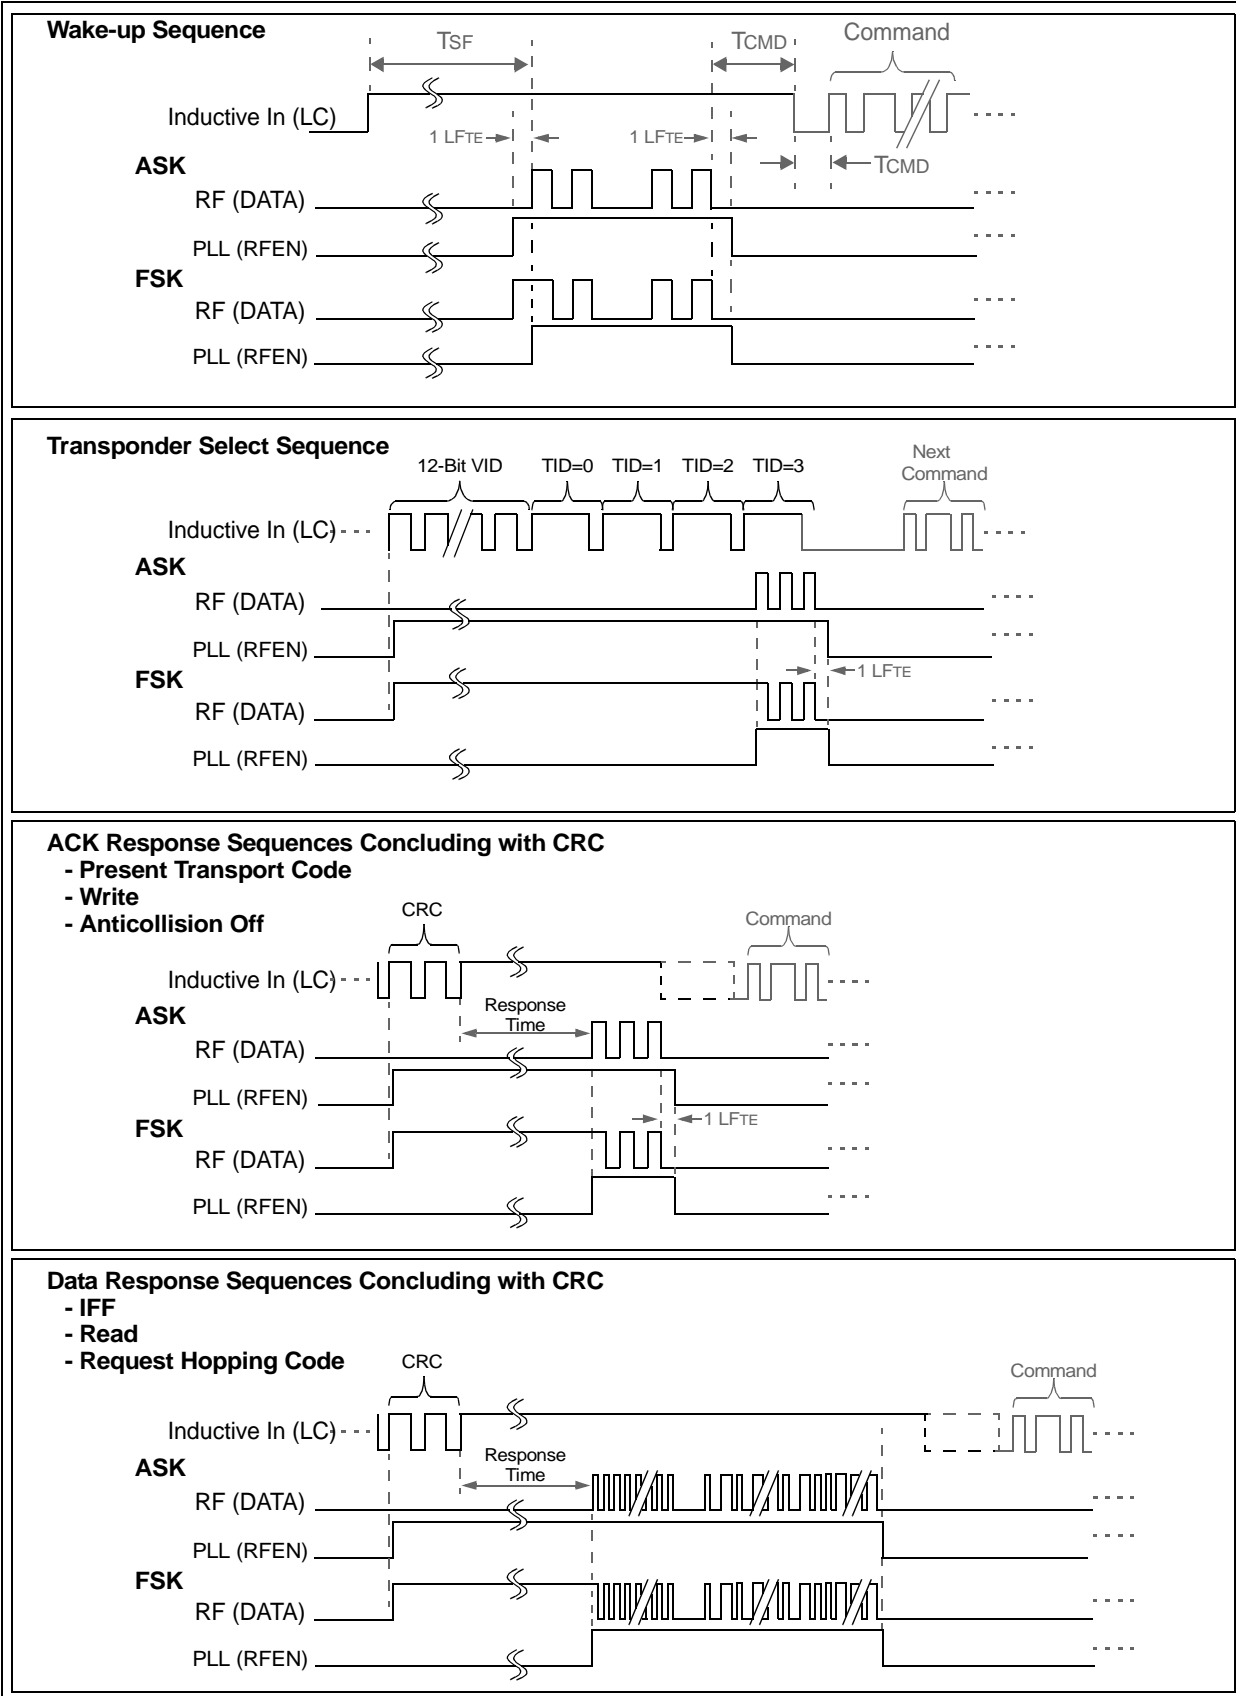 Wake-up Sequence
TSF
TCMD
Command
Inductive In (LC)
1 LFTE
1 LFTE
TCMD
ASK
RF (DATA)
PLL (RFEN)
FSK
RF (DATA)
PLL (RFEN)
Transponder Select Sequence
12-Bit VID
TID=0
TID=1
TID=2
TID=3
Next
Command
Inductive In (LC)
ASK
RF (DATA)
PLL (RFEN)
1 LFTE
FSK
RF (DATA)
PLL (RFEN)
ACK Response Sequences Concluding with CRC
- Present Transport Code
- Write
- Anticollision Off
CRC
Command
Inductive In (LC)
Response
Time
ASK
RF (DATA)
PLL (RFEN)
1 LFTE
FSK
RF (DATA)
PLL (RFEN)
Data Response Sequences Concluding with CRC
- IFF
- Read
- Request Hopping Code
CRC
Command
Inductive In (LC)
Response
Time
ASK
RF (DATA)
PLL (RFEN)
FSK
RF (DATA)
PLL (RFEN)